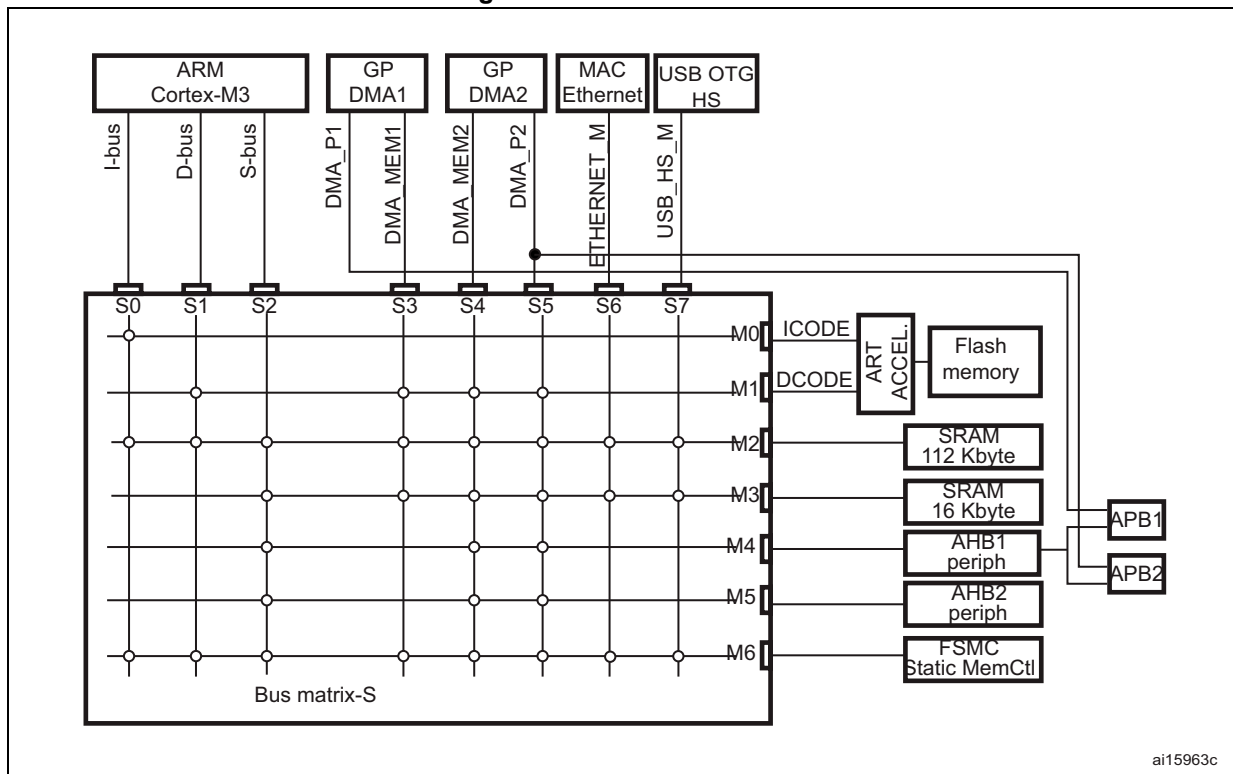 g
ARM
Cortex-M3
GP
DMA1
GP
DMA2
MAC
Ethernet
USB OTG
HS
I-bus
D-bus
S-bus
DMA_P1
DMA_MEM1
DMA_MEM2
DMA_P2
ETHERNET_M
USB_HS_M
S0
S1
S2
S3
S4
S5
S6
S7
M0
ICODE
M1
DCODE
ART
ACCEL.
Flash
memory
M2
SRAM
112 Kbyte
M3
SRAM
16 Kbyte
M4
AHB1
periph
M5
AHB2
periph
M6
FSMC
Static MemCtl
APB1
APB2
Bus matrix-S
ai15963c